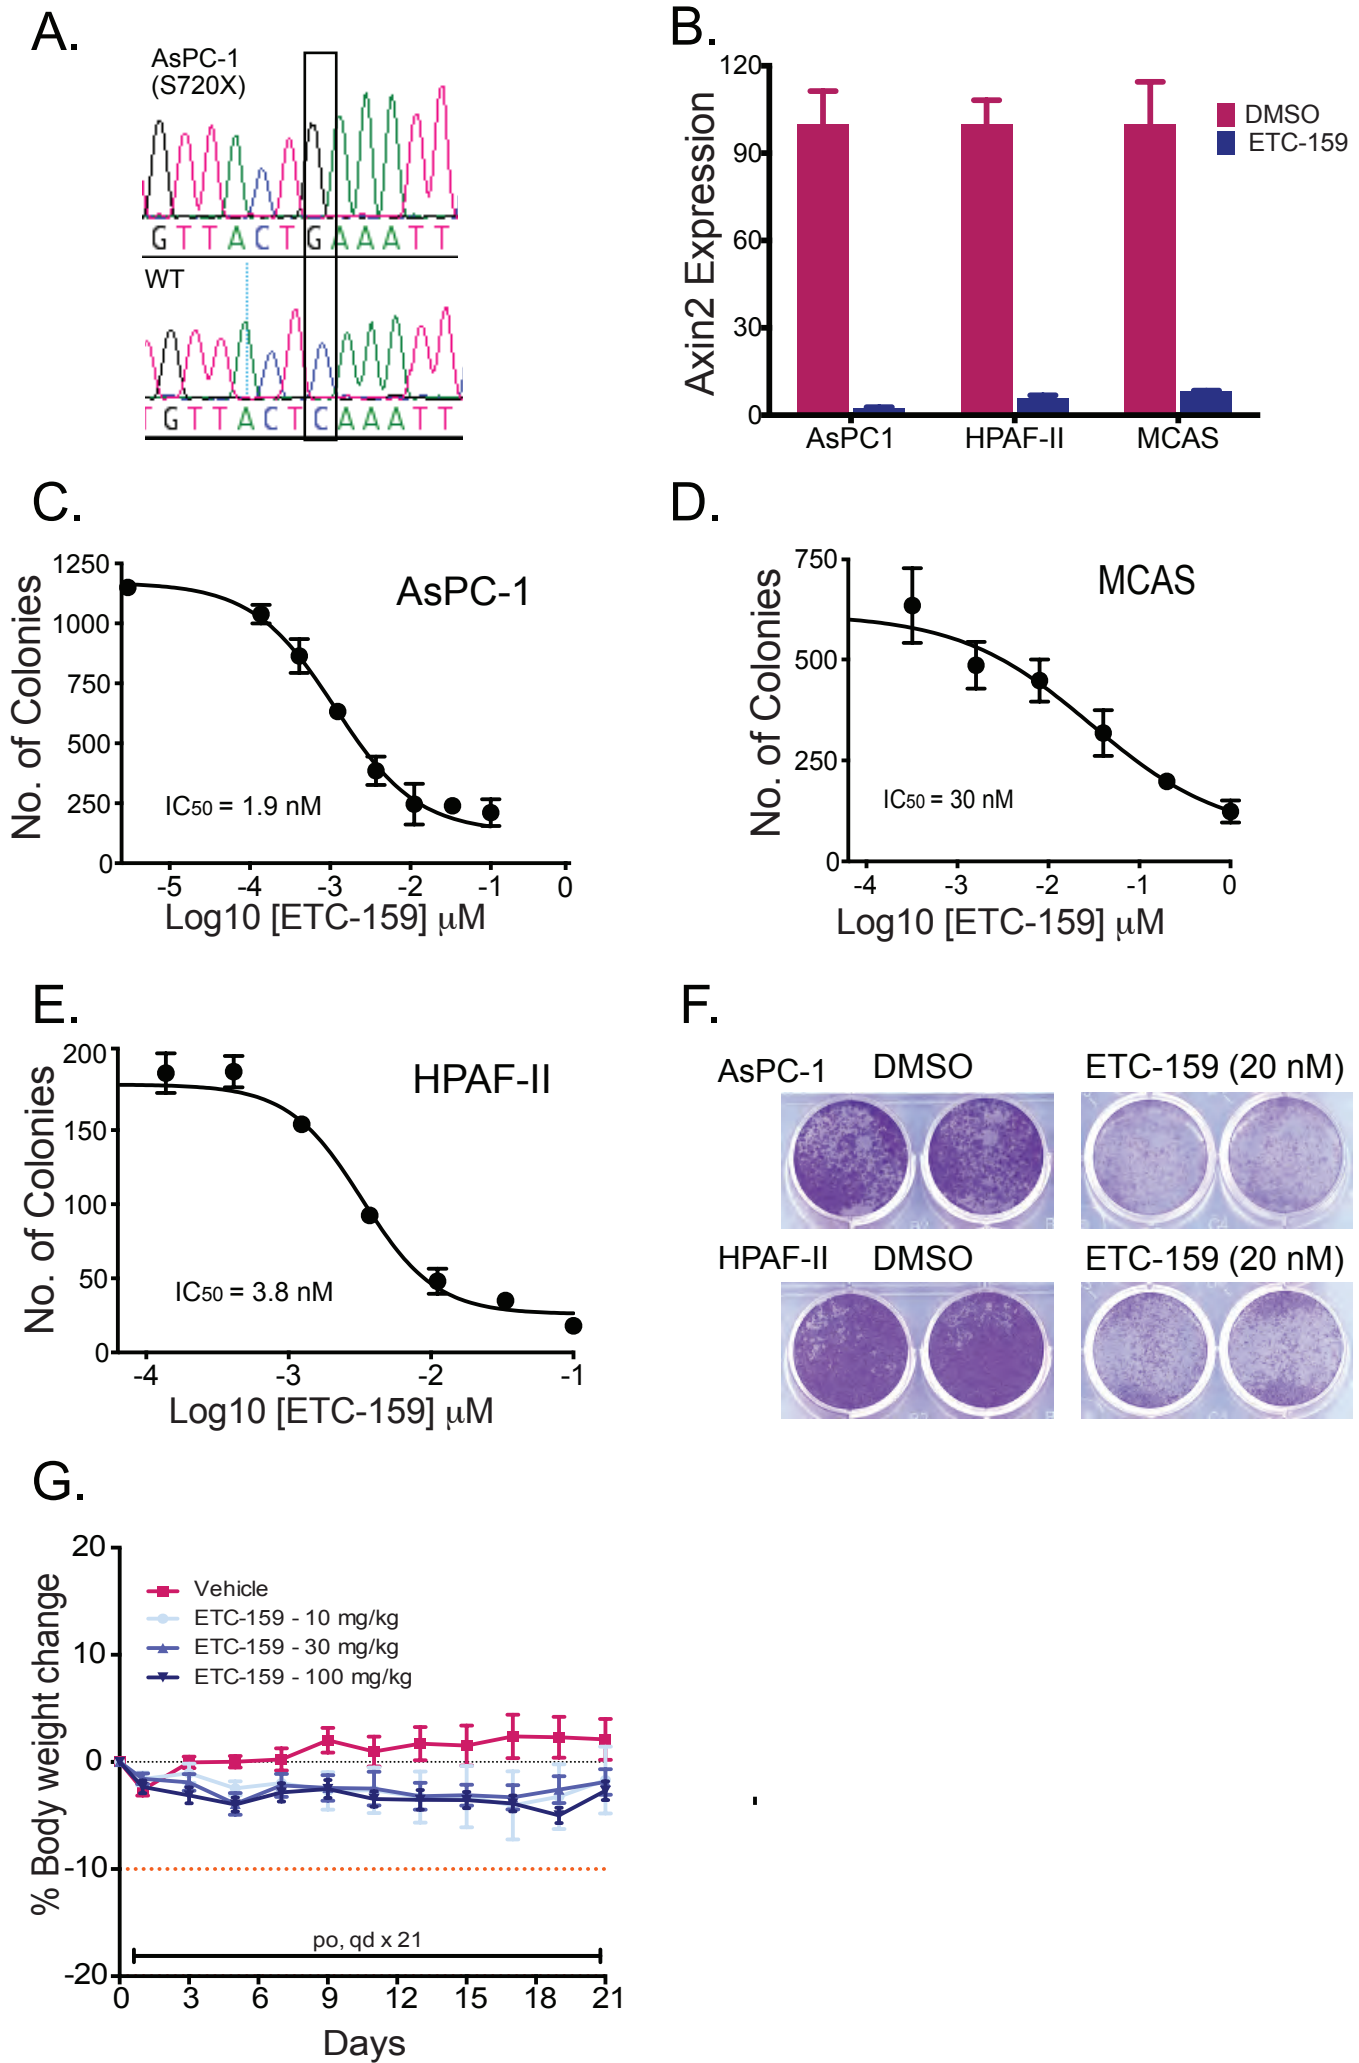 A.
AsPC-1
(S720X)
G T T A C T G A A A T T
WT
T G T T A C T C A A A T T
B.
Axin2 Expression
120
90
60
30
0
AsPC1 HPAF-II MCAS
DMSO
ETC-159
C.
No. of Colonies
1250
1000
750
500
250
0
AsPC-1
IC50 = 1.9 nM
-5 -4 -3 -2 -1 0
Log10 [ETC-159] μM
D.
No. of Colonies
750
500
250
0
MCAS
IC50 = 30 nM
-4 -3 -2 -1 0
Log10 [ETC-159] μM
E.
No. of Colonies
200
150
100
50
0
HPAF-II
IC50 = 3.8 nM
-4 -3 -2 -1
Log10 [ETC-159] μM
F.
AsPC-1 DMSO ETC-159 (20 nM)
HPAF-II DMSO ETC-159 (20 nM)
G.
% Body weight change
20
10
0
-10
-20
Vehicle
ETC-159 - 10 mg/kg
ETC-159 - 30 mg/kg
ETC-159 - 100 mg/kg
po, qd x 21
0 3 6 9 12 15 18 21
Days